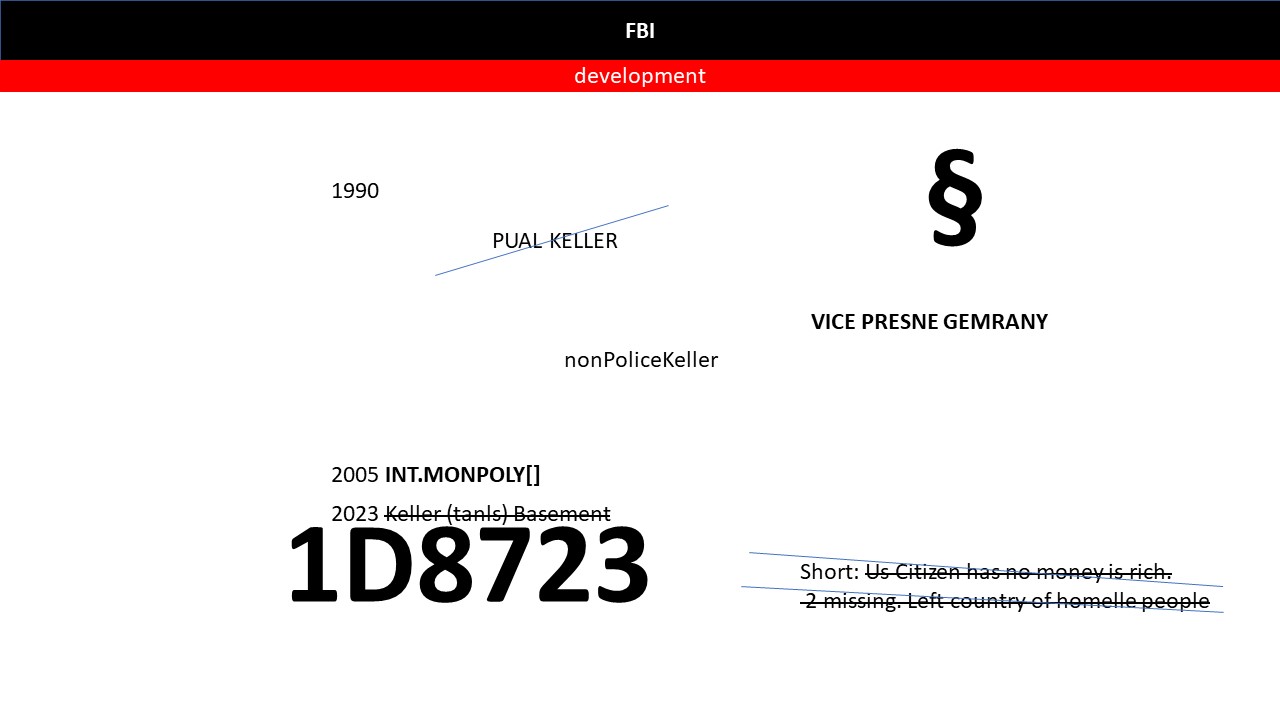 FBI
development
1990
PUAL KELLER
§
VICE PRESNE GEMRANY
nonPoliceKeller
2005 INT.MONPOLY[]
2023 Keller (tanls) Basement
1D8723
Short: Us Citizen has no money is rich.
2 missing. Left country of homelle people